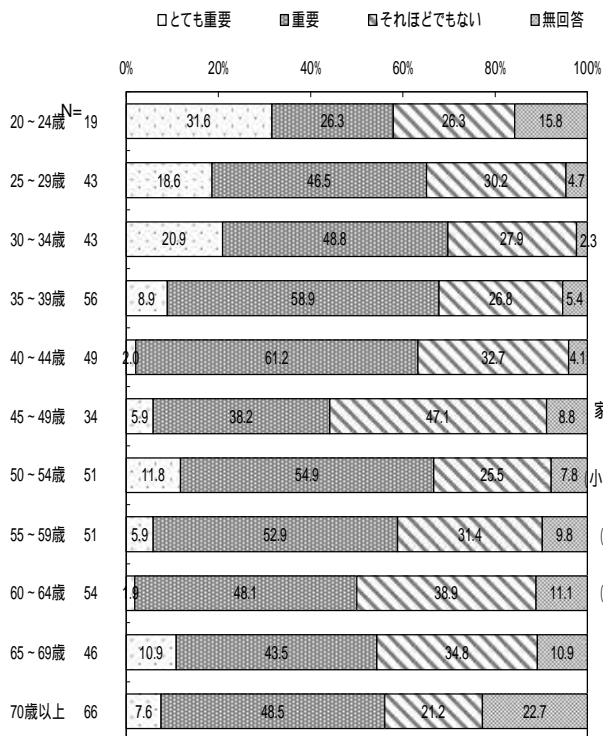 □とても重要 ■重要 それほどでもない 無回答
0% 20% 40% 60% 80% 100%
N=
20～24歳 19 31.6 26.3 26.3 15.8
25～29歳 43 18.6 46.5 30.2 4.7
30～34歳 43 20.9 48.8 27.9 2.3
35～39歳 56 8.9 58.9 26.8 5.4
40～44歳 49 2.0 61.2 32.7 4.1
45～49歳 34 5.9 38.2 47.1 8.8
家
50～54歳 51 11.8 54.9 25.5 7.8
(小
55～59歳 51 5.9 52.9 31.4 9.8
(
60～64歳 54 1.9 48.1 38.9 11.1
(
65～69歳 46 10.9 43.5 34.8 10.9
70歳以上 66 7.6 48.5 21.2 22.7